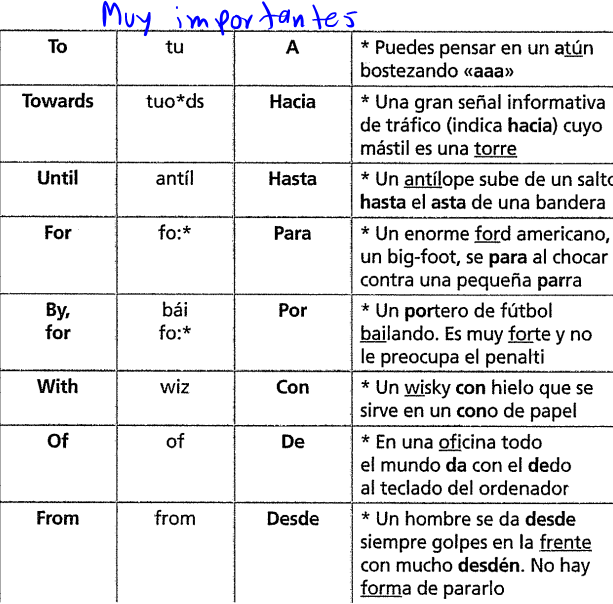 Muy importantes
To tu A * Puedes pensar en un atún
bostezando «aaa»
Towards tuo*ds Hacia * Una gran señal informativa
de tráfico (indica hacia) cuyo
mástil es una torre
Until antíl Hasta * Un antílope sube de un salto
hasta el asta de una bandera
For fo:* Para * Un enorme ford americano,
un big-foot, se para al chocar
contra una pequeña parra
By, bái Por * Un portero de fútbol
for fo:* bailando. Es muy forte y no
le preocupa el penalti
With wiz Con * Un wisky con hielo que se
sirve en un cono de papel
Of of De * En una oficina todo
el mundo da con el dedo
al teclado del ordenador
From from Desde * Un hombre se da desde
siempre golpes en la frente
con mucho desdén. No hay
forma de pararlo